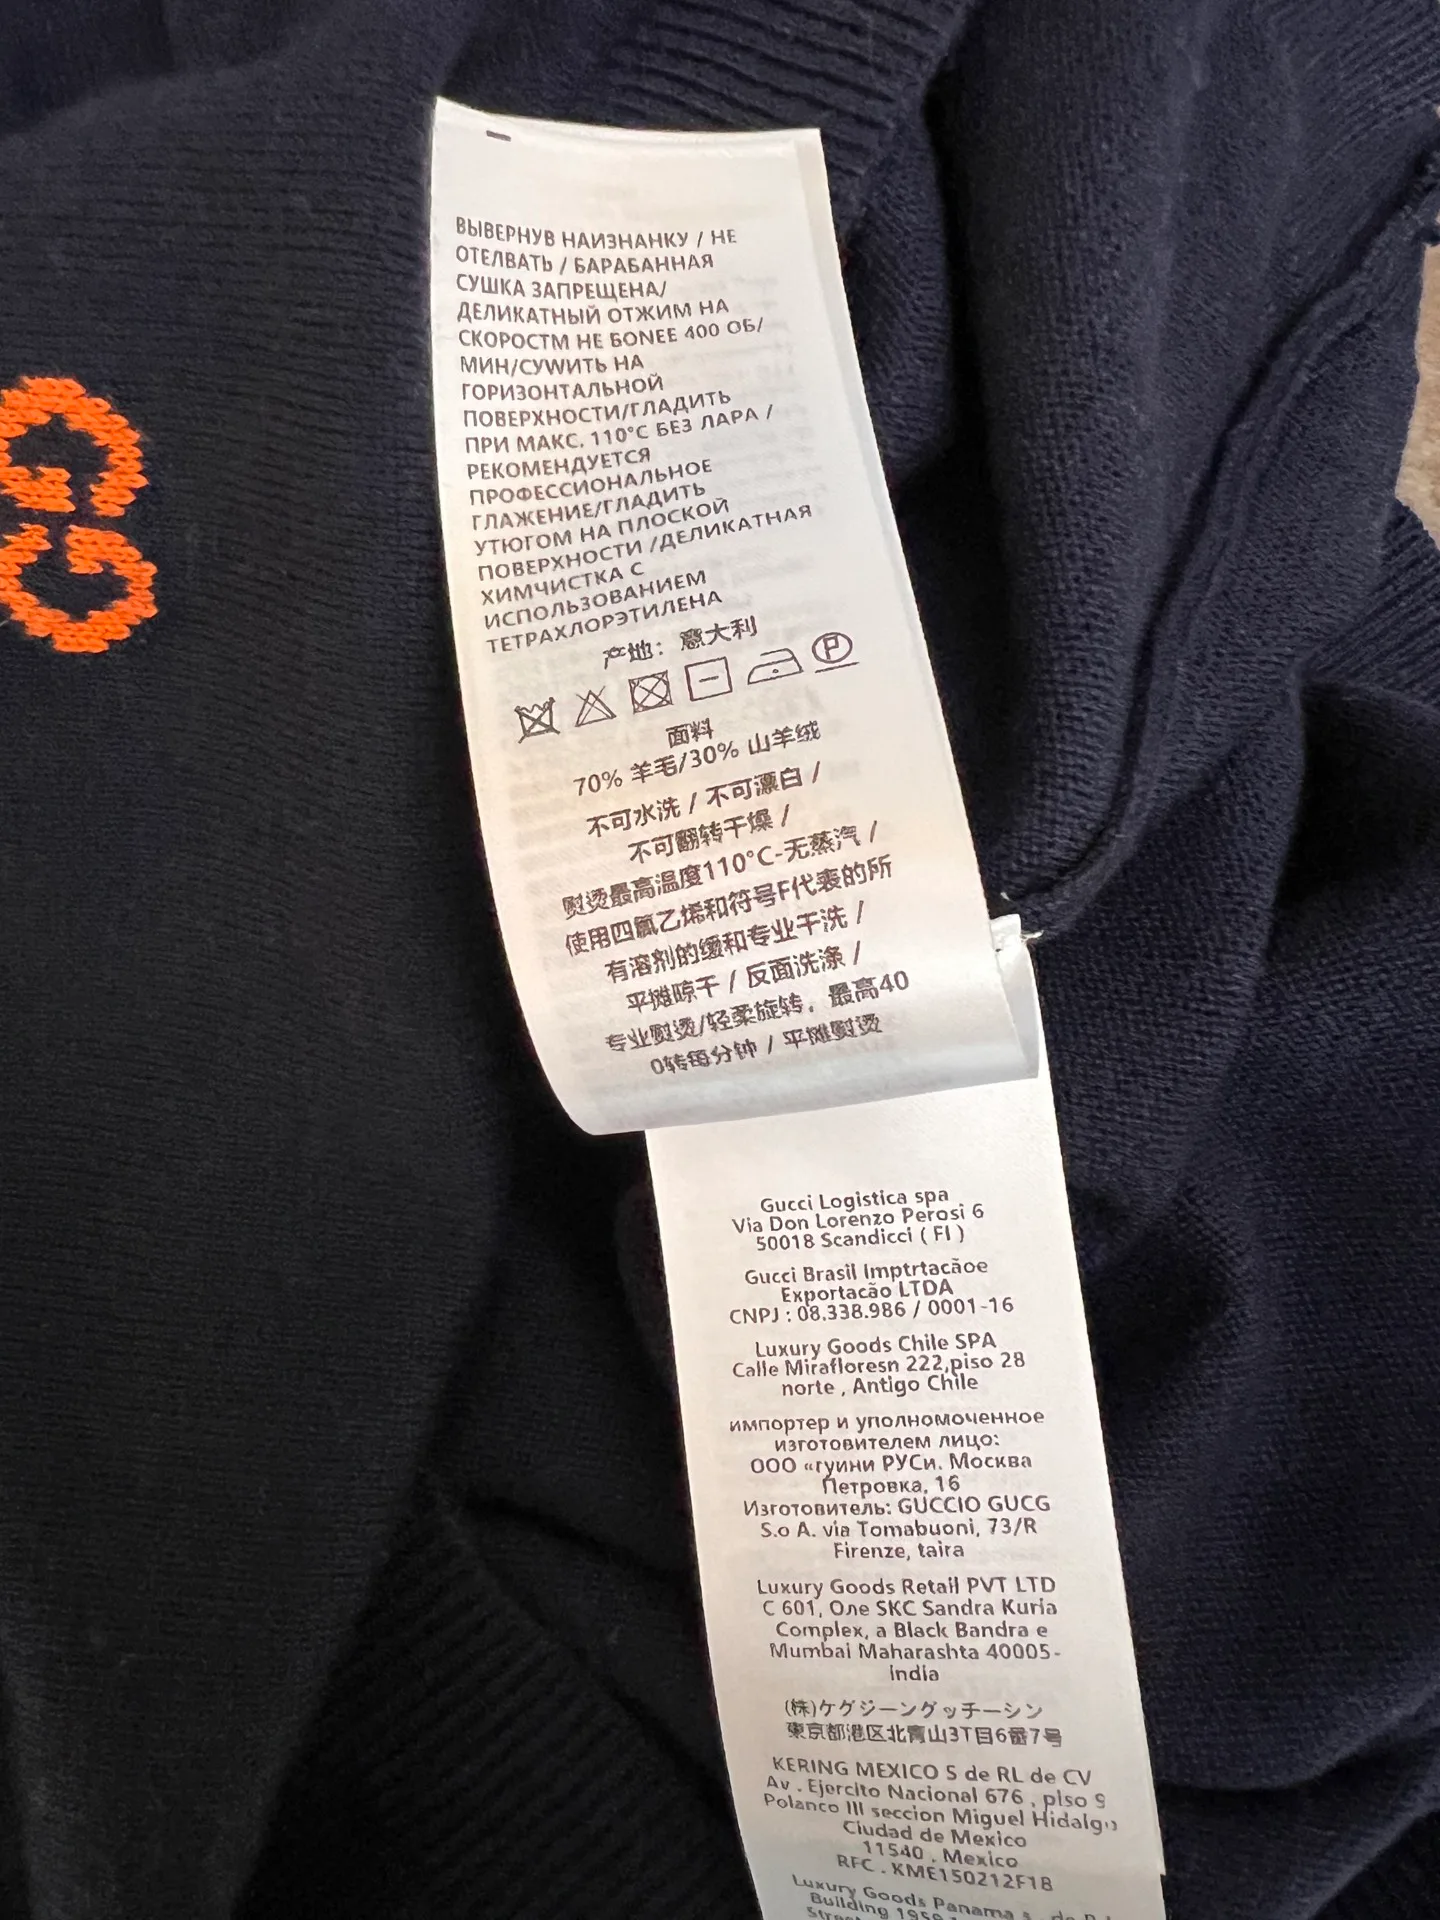 ВЫВЕРНУВ НАИЗНАНКУ / НЕ
ОТЕЛВАТЬ / БАРАБАННАЯ
СУШКА ЗАПРЕЩЕНА/
ДЕЛИКАТНЫЙ ОТЖИМ НА
СКОРОСТМ НЕ БОNEE 400 ОБ/
МИН/СУWИТЬ НА
ГОРИЗОНТАЛЬНОЙ
ПОВЕРХНОСТИ/ГЛАДИТЬ
ПРИ МАКС. 110°C БЕЗ ЛАРА /
РЕКОМЕНДУЕТСЯ
ПРОФЕССИОНАЛЬНОЕ
ГЛАЖЕНИЕ/ГЛАДИТЬ
УТЮГОМ НА ПЛОСКОЙ
ПОВЕРХНОСТИ /ДЕЛИКАТНАЯ
ХИМЧИСТКА С
ИСПОЛЬЗОВАНИЕМ
ТЕТРАХЛОРЭТИЛЕНА
产地：意大利
P
面料
70% 羊毛/30% 山羊绒
不可水洗 / 不可漂白 /
不可翻转干燥 /
熨烫最高温度110°C-无蒸汽 /
使用四氯乙烯和符号F代表的所
有溶剂的缓和专业干洗 /
平摊晾干 / 反面洗涤 /
专业熨烫/轻柔旋转，最高40
0转每分钟 / 平摊熨烫
Gucci Logistica spa
Via Don Lorenzo Perosi 6
50018 Scandicci ( FI )
Gucci Brasil Imptrtacãoe
Exportacão LTDA
CNPJ : 08.338.986 / 0001-16
Luxury Goods Chile SPA
Calle Mirafloresn 222,piso 28
norte , Antigo Chile
импортер и уполномоченное
изготовителем лицо:
ООО «гуини РУСи. Москва
Петровка, 16
Изготовитель: GUCCIO GUCG
S.o A. via Tomabuoni, 73/R
Firenze, taira
Luxury Goods Retail PVT LTD
C 601, Оле SKC Sandra Kuria
Complex, a Black Bandra e
Mumbai Maharashta 40005-
india
(株)ケグジーングッチーシン
東京都港区北青山3T目6番7号
KERING MEXICO S de RL de CV
Av . Ejercito Nacional 676 , piso 9
Polanco III seccion Miguel Hidalgo
Ciudad de Mexico
11540 . Mexico
RFC . KME150212F1B
Luxury Goods Panama s . de
Building 1959